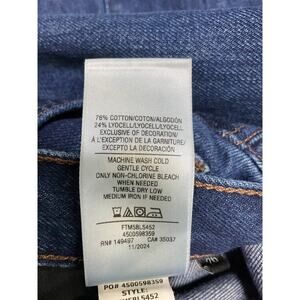 76% COTTON/COTON/ALGODÓN
24% LYOCELL/LYOCELL/LYOCELL
EXCLUSIVE OF DECORATION/
À L'EXCEPTION DE LA GARNITURE/
EXCEPTO LA DECORACIÓN
MACHINE WASH COLD
GENTLE CYCLE
ONLY NON-CHLORINE BLEACH
WHEN NEEDED
TUMBLE DRY LOW
MEDIUM IRON IF NEEDED
FTM5BL5452
4500598359
RN# 149497 CA# 35037
11/2024
PO# 4500598359
STYLE: